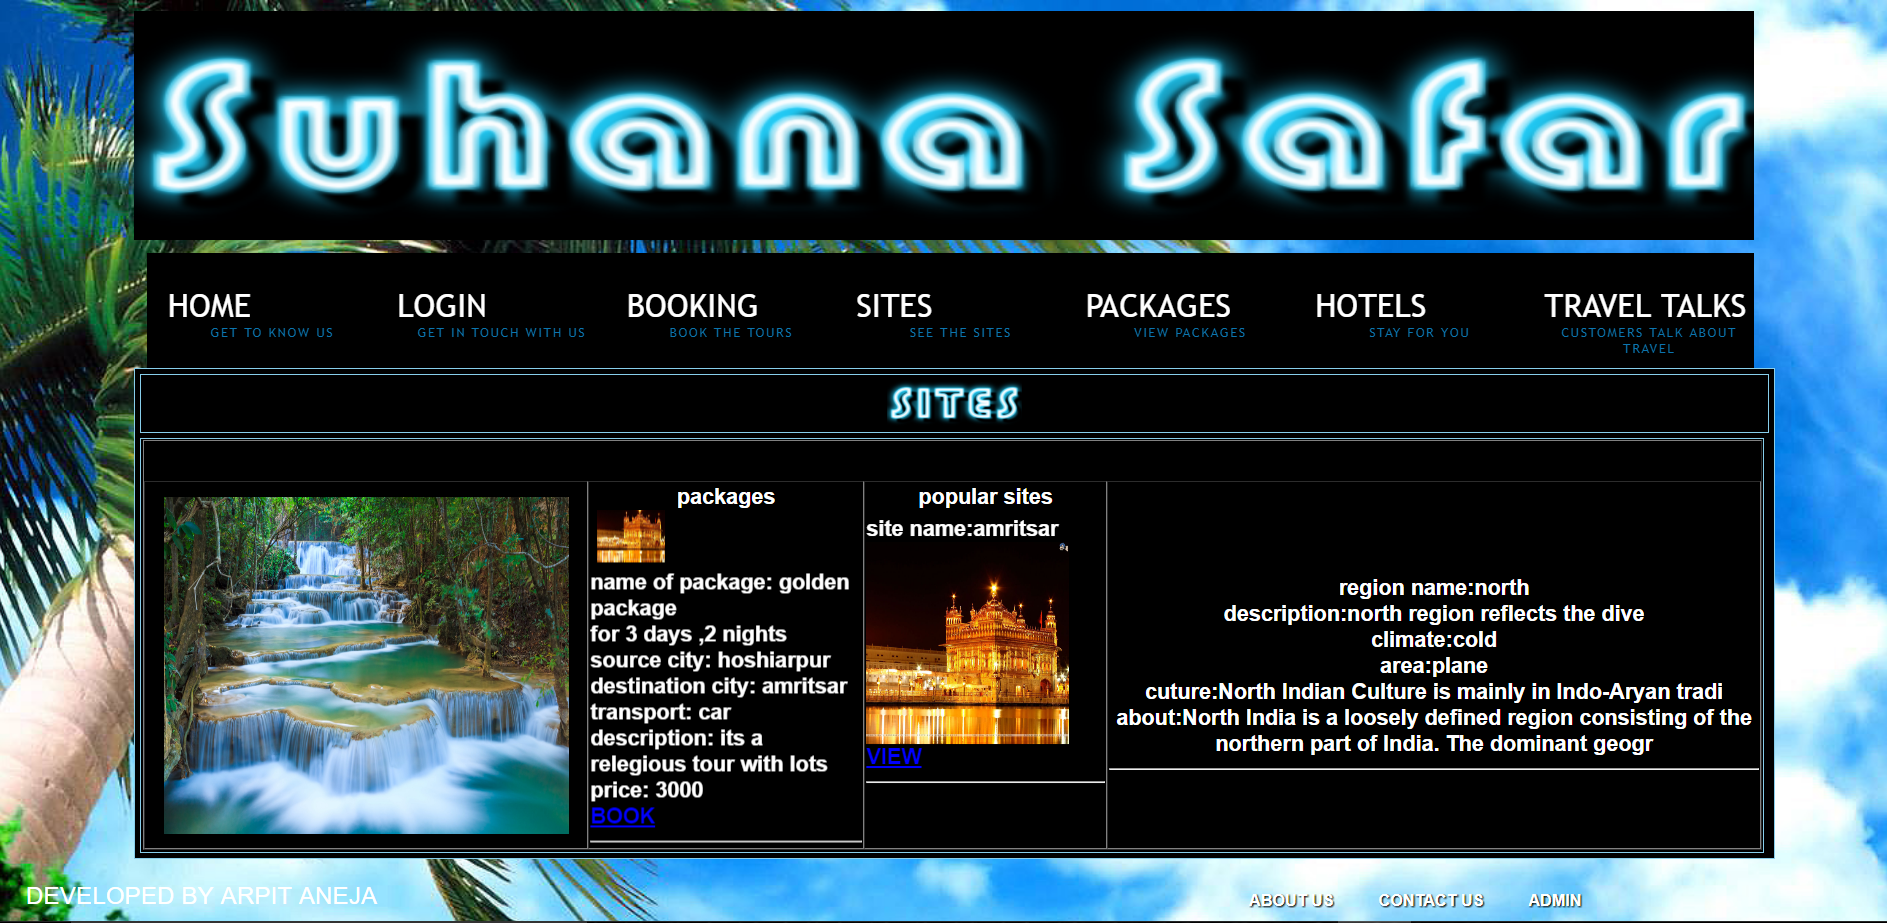 Suhana Safar
HOME
GET TO KNOW US
LOGIN
GET IN TOUCH WITH US
BOOKING
BOOK THE TOURS
SITES
SEE THE SITES
PACKAGES
VIEW PACKAGES
HOTELS
STAY FOR YOU
TRAVEL TALKS
CUSTOMERS TALK ABOUT
TRAVEL
SITES
packages
name of package: golden
package
for 3 days ,2 nights
source city: hoshiarpur
destination city: amritsar
transport: car
description: its a
relegious tour with lots
price: 3000
BOOK
popular sites
site name:amritsar
VIEW
region name:north
description:north region reflects the dive
climate:cold
area:plane
cuture:North Indian Culture is mainly in Indo-Aryan tradi
about:North India is a loosely defined region consisting of the
northern part of India. The dominant geogr
DEVELOPED BY ARPIT ANEJA
ABOUT US
CONTACT US
ADMIN